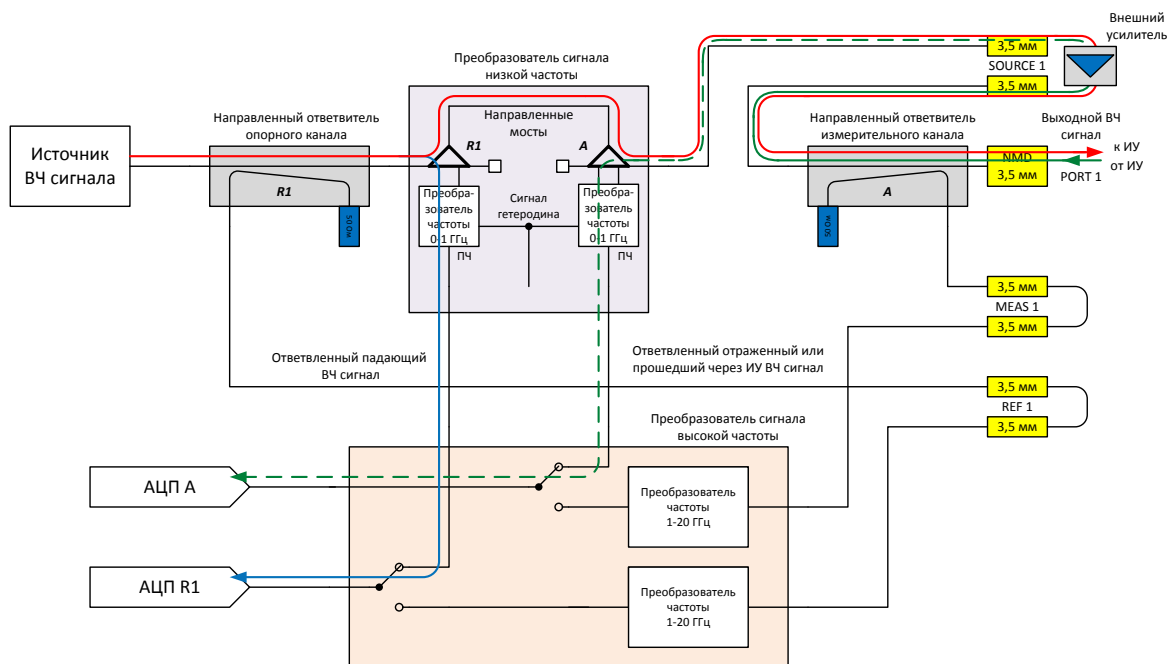 Внешний
усилитель
3,5 мм
SOURCE 1
3,5 мм
Преобразователь сигнала
низкой частоты
Направленный ответвитель
опорного канала
Направленные
мосты
Направленный ответвитель
измерительного канала
Выходной ВЧ
сигнал
Источник
ВЧ сигнала
R1
A
к ИУ
NMD
3,5 мм
от ИУ
PORT 1
R1
50 Ом
Преобра-
зователь
частоты
0-1 ГГц
Сигнал
гетеродина
Преобра-
зователь
частоты
0-1 ГГц
A
50 Ом
ПЧ
ПЧ
3,5 мм
MEAS 1
3,5 мм
Ответвленный падающий
ВЧ сигнал
Ответвленный отраженный или
прошедший через ИУ ВЧ сигнал
3,5 мм
REF 1
3,5 мм
Преобразователь сигнала
высокой частоты
АЦП A
Преобразователь
частоты
1-20 ГГц
АЦП R1
Преобразователь
частоты
1-20 ГГц